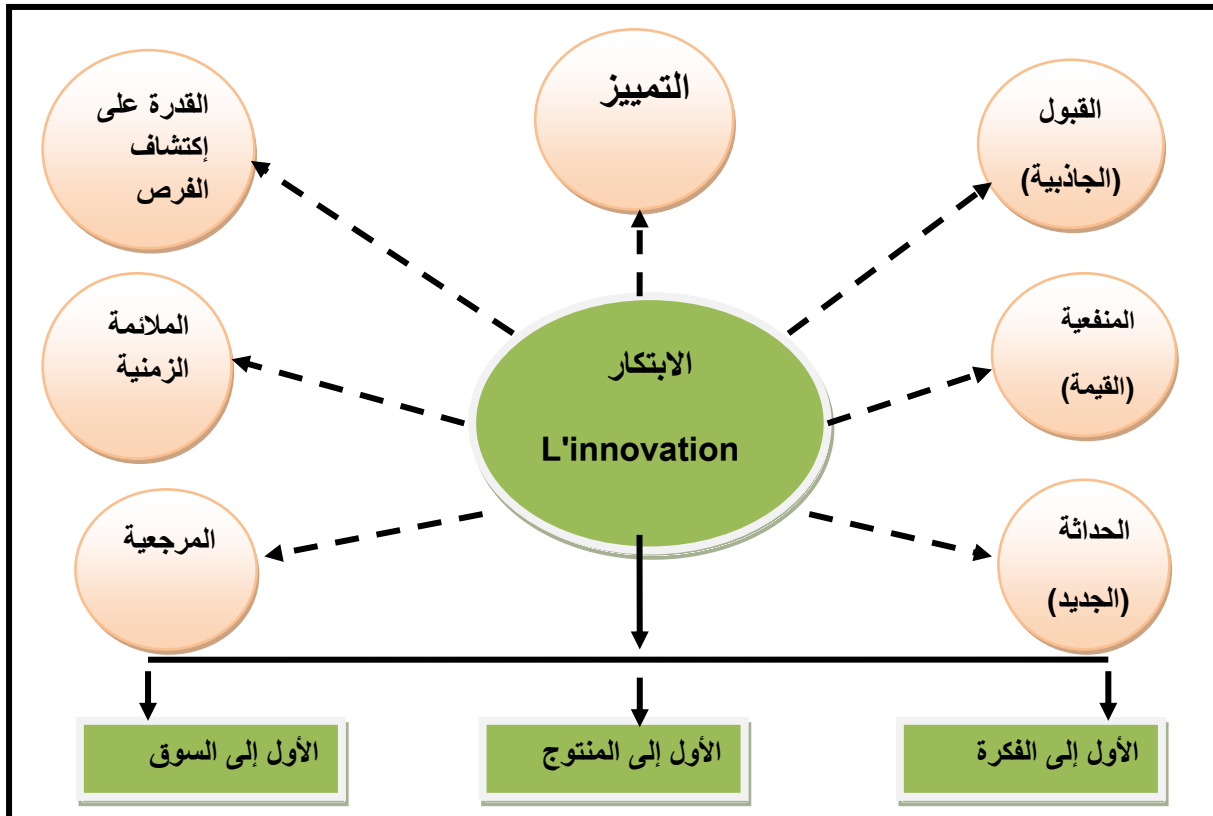 القبول
(الجاذبية)
التمييز
القدرة على
إكتشاف
الفرص
المنفعية
(القيمة)
الابتكار
L'innovation
الملائمة
الزمنية
الحداثة
(الجديد)
المرجعية
الأول إلى الفكرة
الأول إلى المنتوج
الأول إلى السوق